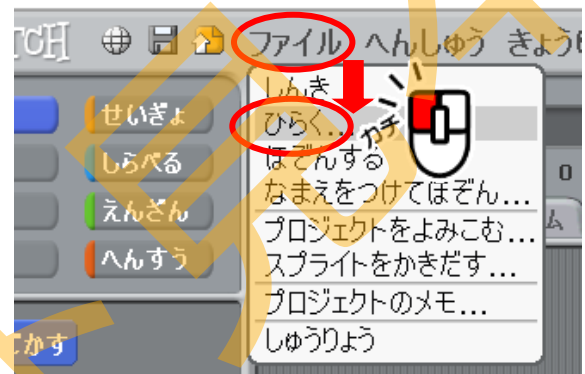 TCH ファイル へんしゅう きょうゆ
せいぎょ
しらべる
えんざん
へんすう
てかす
しんき
ひらく...
カチ
ほぞんする
なまえをつけてほぞん...
プロジェクトをよみこむ...
スプライトをかきだす...
プロジェクトのメモ...
しゅうりょう
0
ム